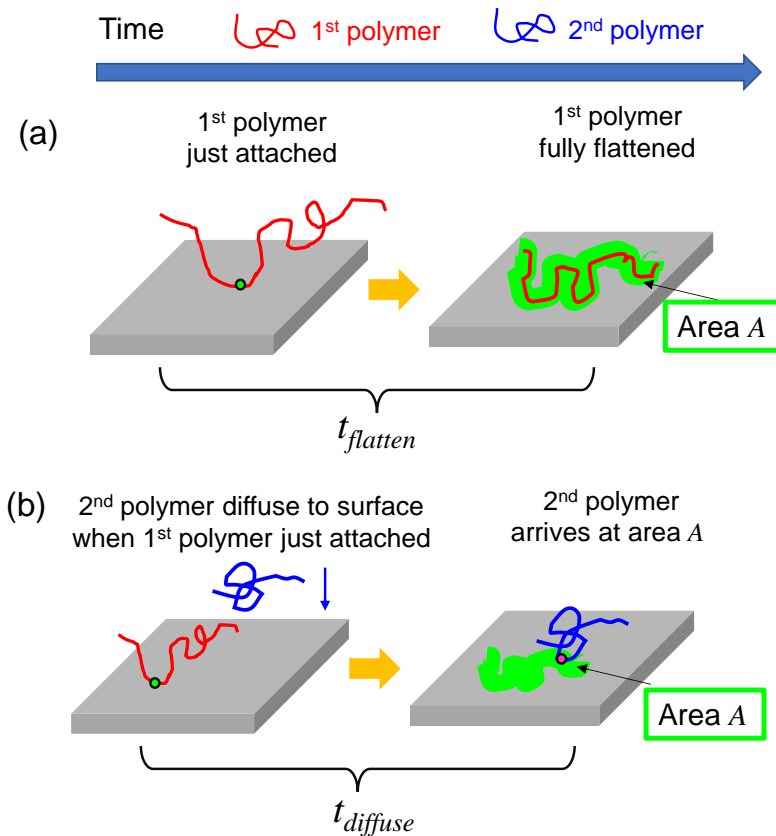 Time 1st polymer 2nd polymer
(a)
1st polymer
just attached
1st polymer
fully flattened
Area A
tflatten
(b)
2nd polymer diffuse to surface
when 1st polymer just attached
2nd polymer
arrives at area A
Area A
tdiffuse